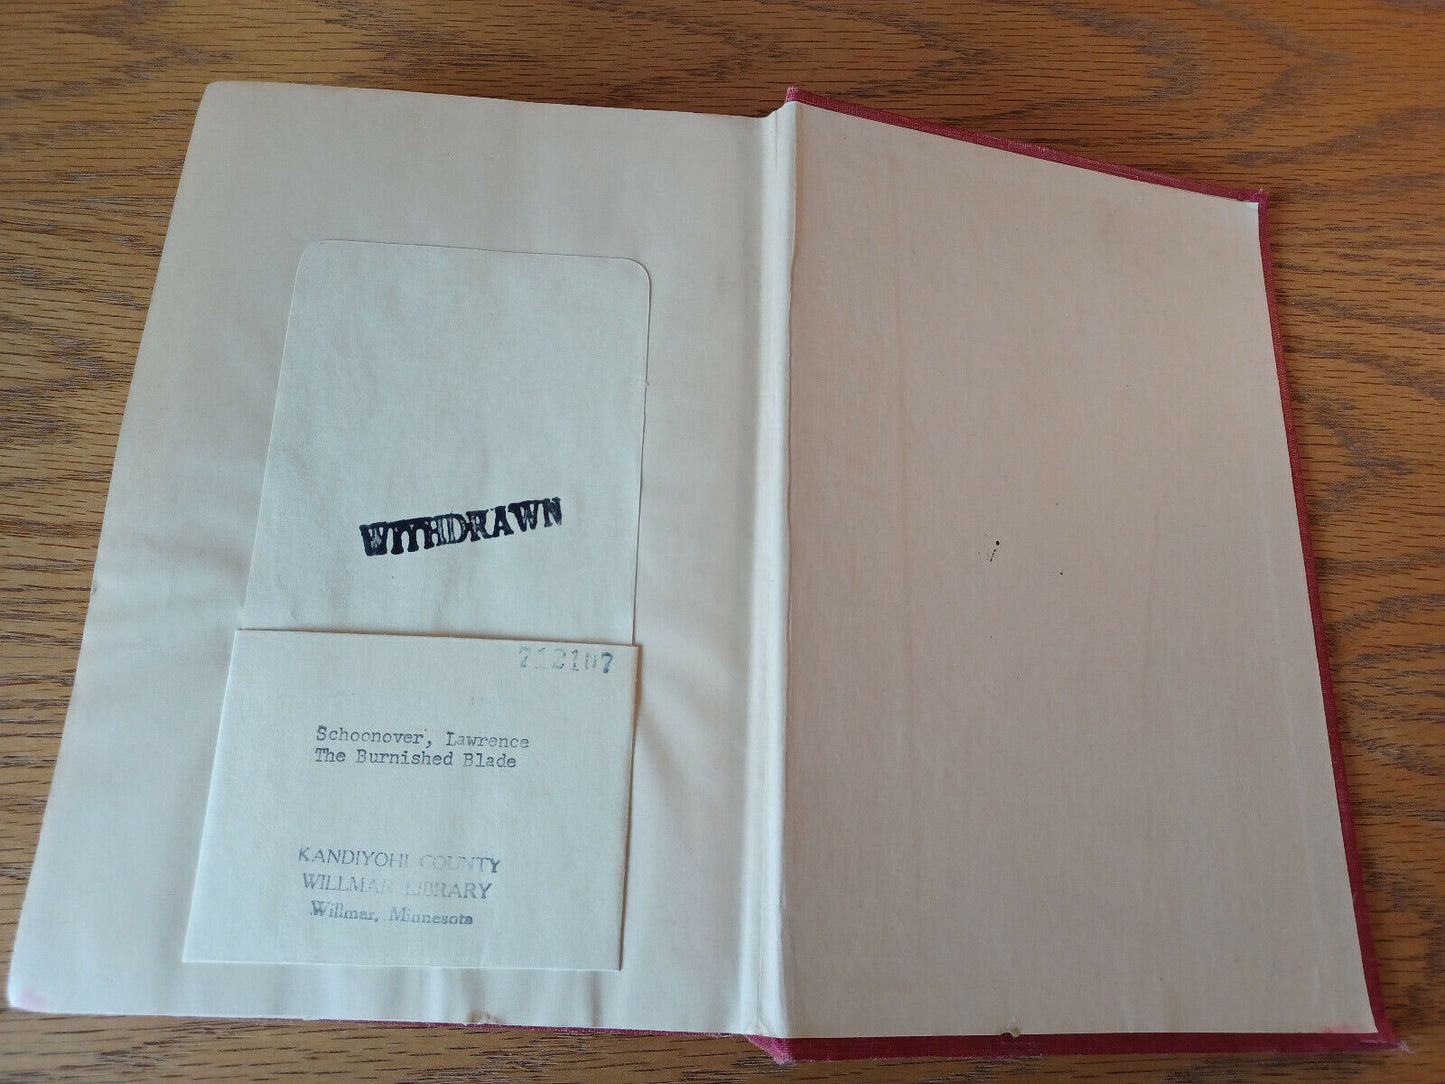 WITHDRAWN
Schoonover, Lawrence
The Burnished Blade
KANDIYOHI COUNTY
WILLMAR LIBRARY
Willmar, Minnesota